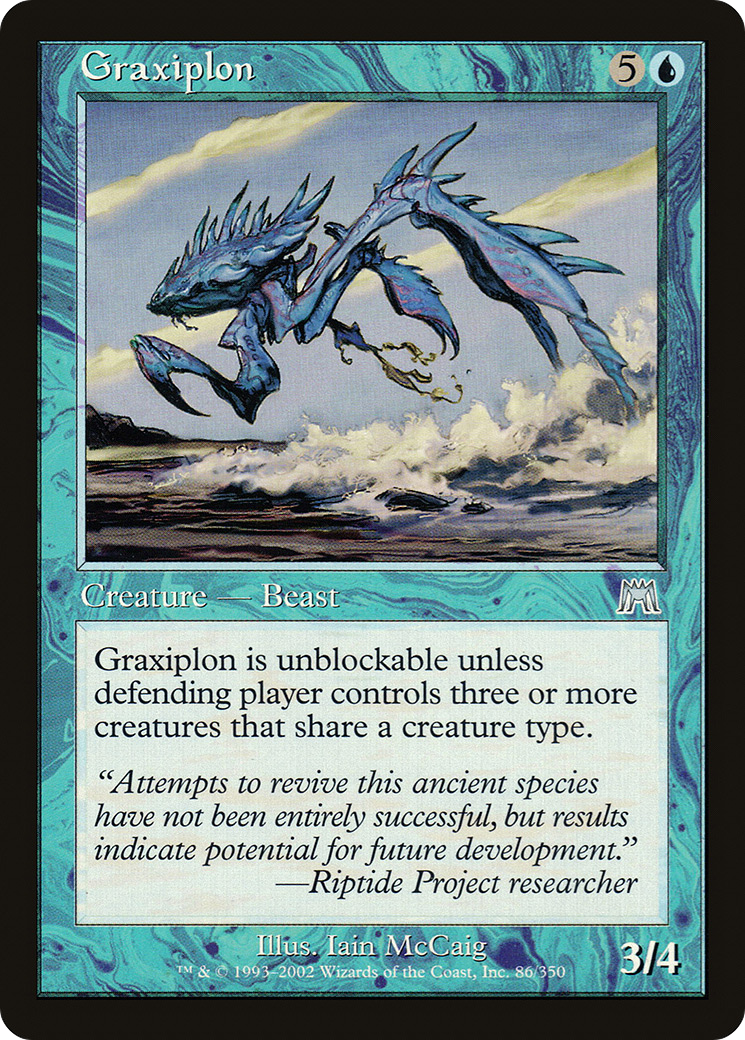 Graxiplon 5
Creature — Beast
Graxiplon is unblockable unless
defending player controls three or more
creatures that share a creature type.
“Attempts to revive this ancient species
have not been entirely successful, but results
indicate potential for future development.”
—Riptide Project researcher
Illus. Iain McCaig
™ & © 1993–2002 Wizards of the Coast, Inc. 86/350
3/4